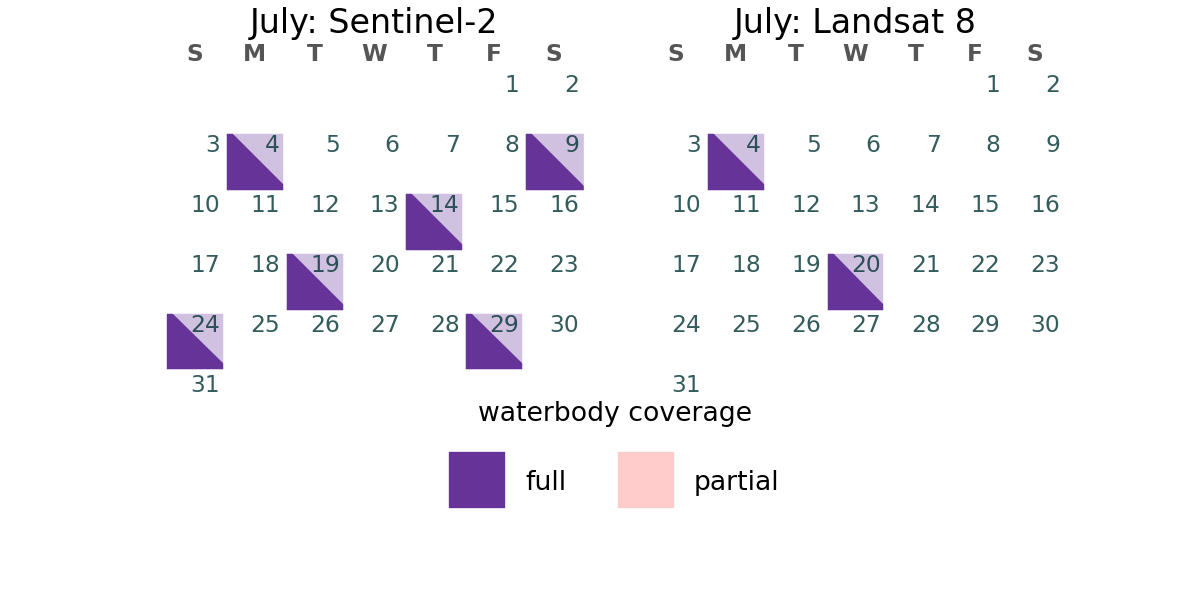 July: Sentinel-2
S M T W T F S
1 2
3 4 5 6 7 8 9
10 11 12 13 14 15 16
17 18 19 20 21 22 23
24 25 26 27 28 29 30
31
July: Landsat 8
S M T W T F S
1 2
3 4 5 6 7 8 9
10 11 12 13 14 15 16
17 18 19 20 21 22 23
24 25 26 27 28 29 30
31
waterbody coverage
full
partial